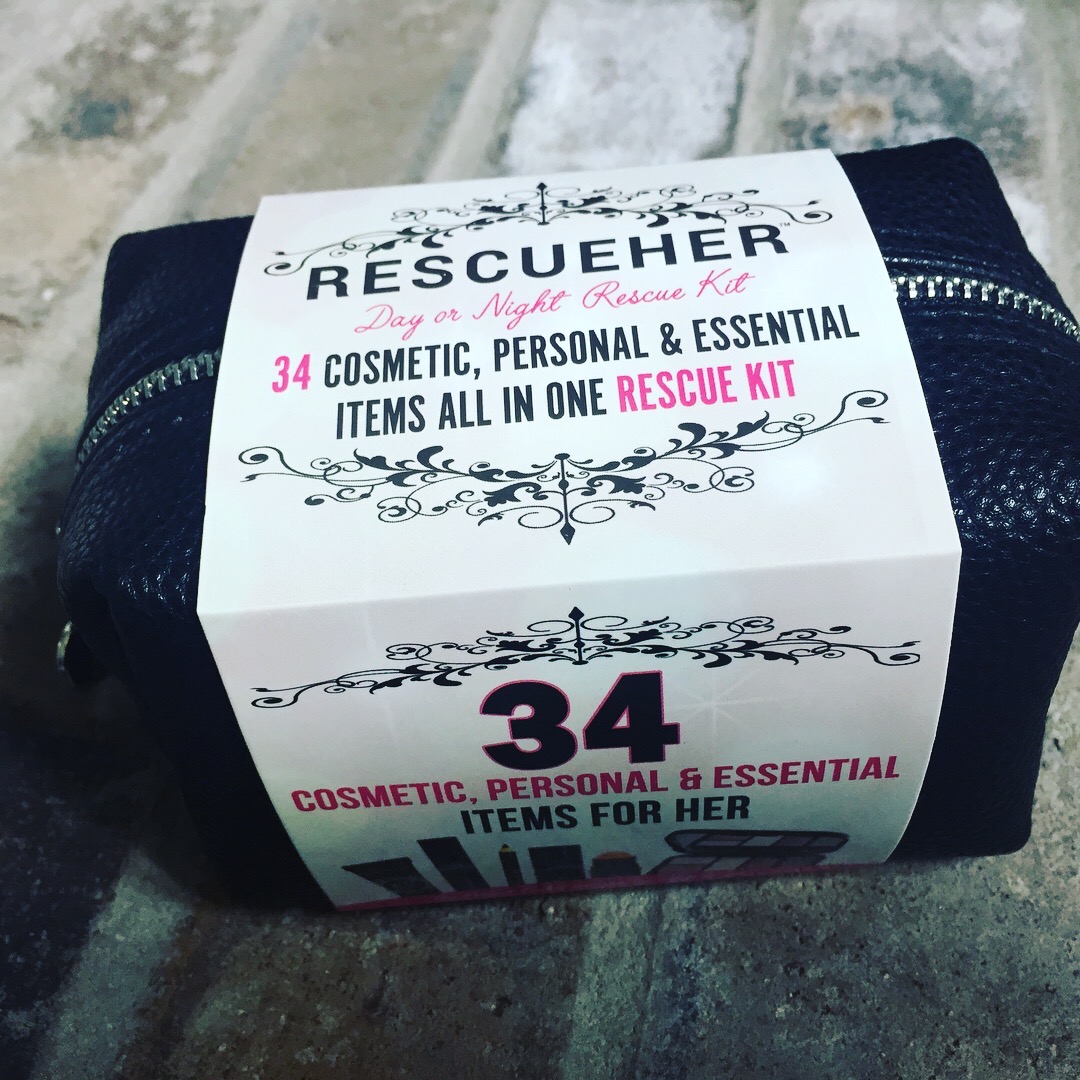 RESCUEHER™
Day or Night Rescue Kit
34 COSMETIC, PERSONAL & ESSENTIAL
ITEMS ALL IN ONE RESCUE KIT
34
COSMETIC, PERSONAL & ESSENTIAL
ITEMS FOR HER